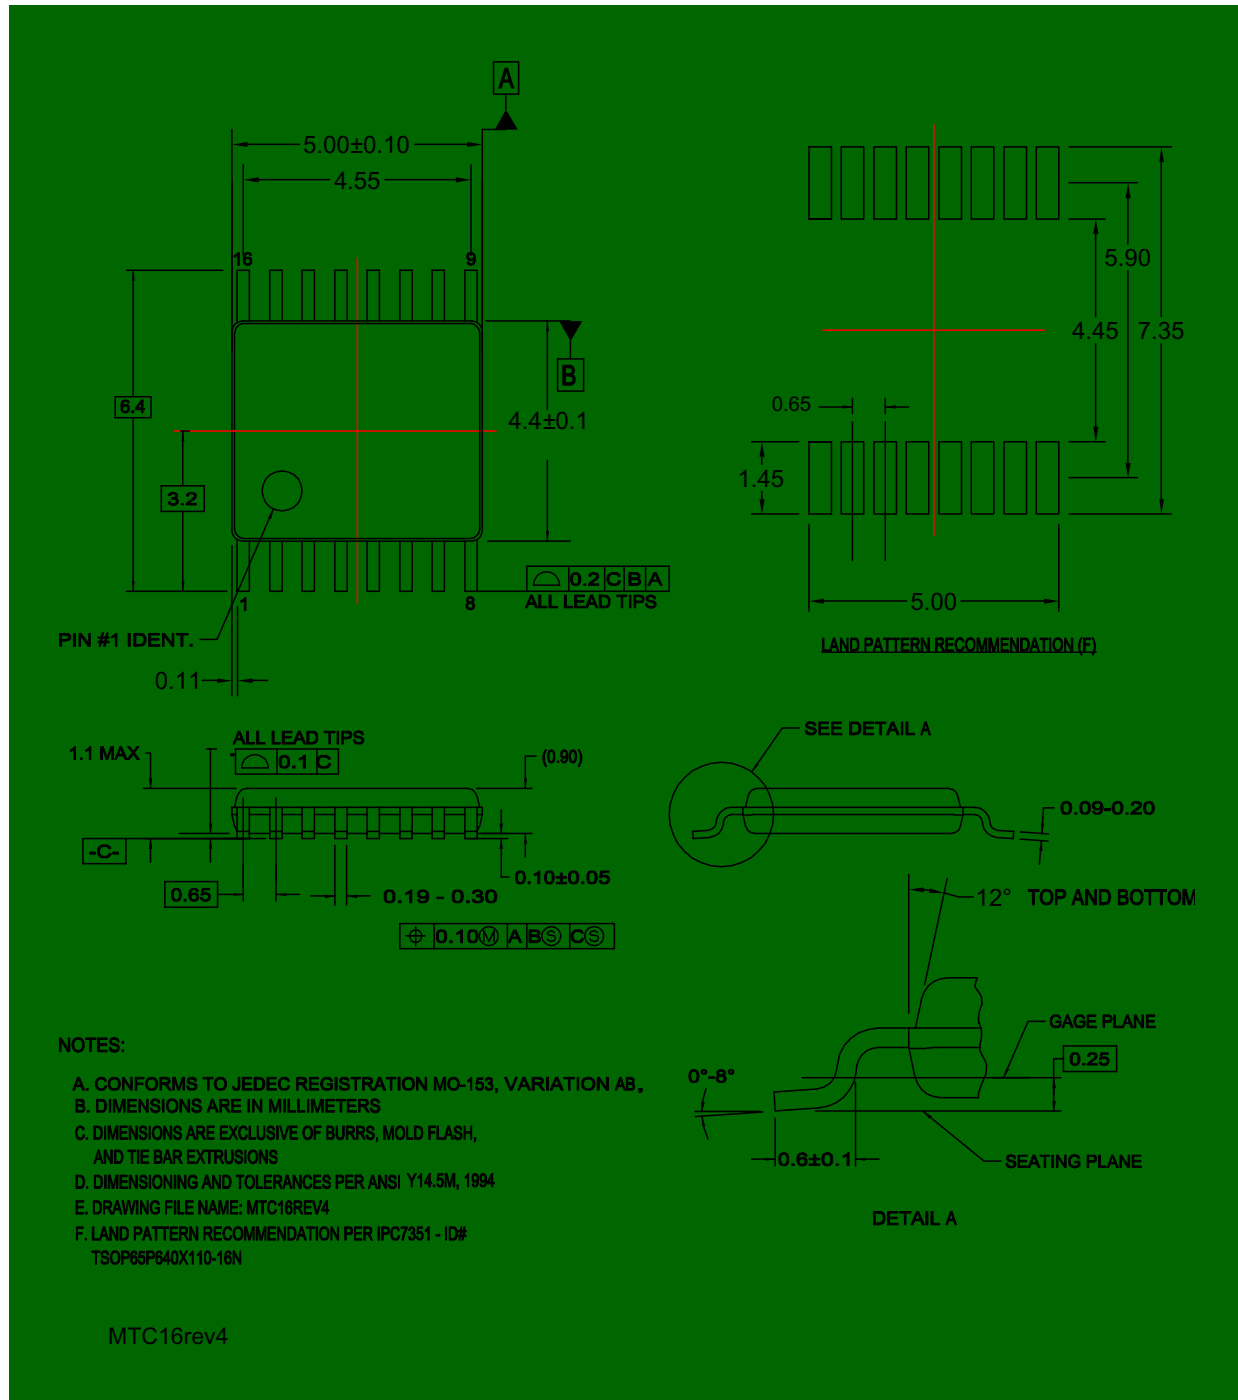 A
5.00±0.10
4.55
16
9
5.90
B
6.4
4.45
7.35
0.65
4.4±0.1
3.2
1.45
0.2 C B A
1
8
ALL LEAD TIPS
5.00
PIN #1 IDENT.
LAND PATTERN RECOMMENDATION (F)
0.11
ALL LEAD TIPS
SEE DETAIL A
1.1 MAX
0.1 C
(0.90)
0.09-0.20
-C-
0.10±0.05
0.65
0.19 - 0.30
12° TOP AND BOTTOM
0.10Ⓜ A BⓈ CⓈ
GAGE PLANE
NOTES:
0.25
0°-8°
A. CONFORMS TO JEDEC REGISTRATION MO-153, VARIATION AB,
B. DIMENSIONS ARE IN MILLIMETERS
C. DIMENSIONS ARE EXCLUSIVE OF BURRS, MOLD FLASH,
AND TIE BAR EXTRUSIONS
0.6±0.1
SEATING PLANE
D. DIMENSIONING AND TOLERANCES PER ANSI Y14.5M, 1994
E. DRAWING FILE NAME: MTC16REV4
DETAIL A
F. LAND PATTERN RECOMMENDATION PER IPC7351 - ID#
TSOP65P640X110-16N
MTC16rev4